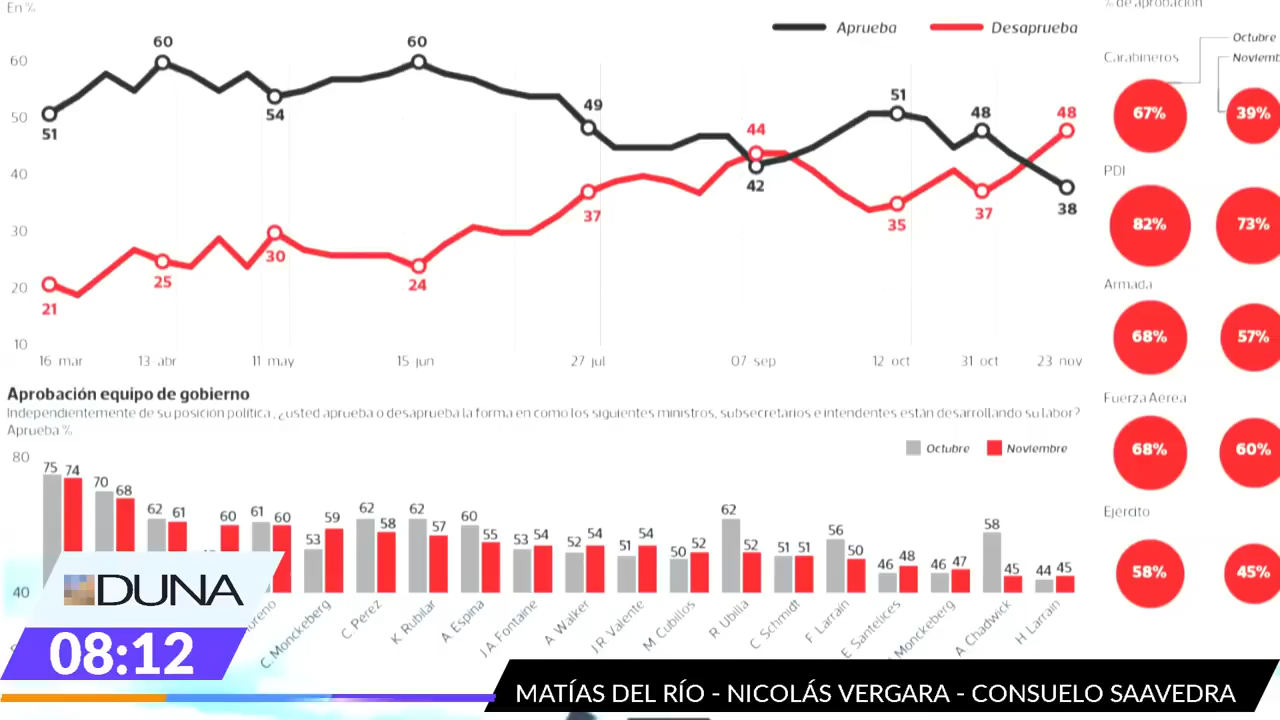 En %
Aprueba
Desaprueba
60
50
40
30
20
10
51
60
54
60
49
42
51
48
38
21
25
30
24
37
44
35
37
48
16 mar
13 abr
11 may
15 jun
27 jul
07 sep
12 oct
31 oct
23 nov
% de aprobación
Octubre
Carabineros
67%
39%
PDI
82%
73%
Armada
68%
57%
Fuerza Aérea
68%
60%
Ejército
58%
45%
Aprobación equipo de gobierno
Independientemente de su posición política, ¿usted aprueba o desaprueba la forma en como los siguientes ministros, subsecretarios e intendentes están desarrollando su labor?
Aprueba %
Octubre
Noviembre
80
40
75 74
70 68
62 61
60
61 60
53 59
62 58
62 57
60 55
53 54
52 54
51 54
50 52
62 52
51 51
56 50
46 48
46 47
58 45
44 45
C. Monckeberg
C. Perez
K. Rubilar
A. Espina
J.A. Fontaine
A. Walker
J.R. Valente
M. Cubillos
R. Ubilla
C. Schmidt
F. Larraín
E. Santelices
Monckeberg
A. Chadwick
H. Larraín
DUNA
08:12
MATÍAS DEL RÍO - NICOLÁS VERGARA - CONSUELO SAAVEDRA